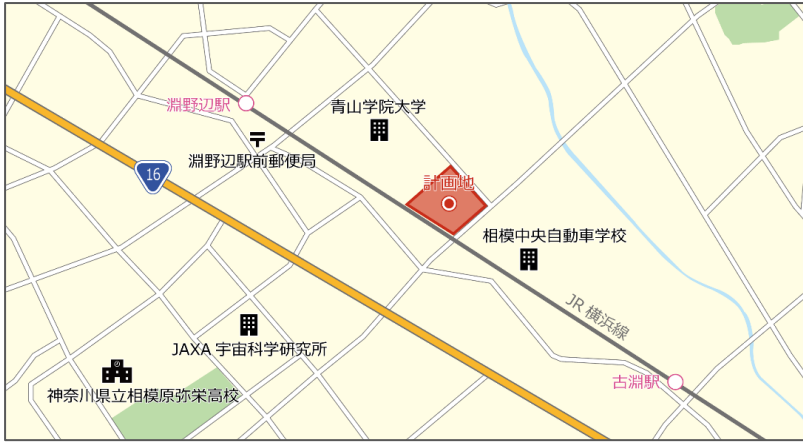 淵野辺駅
青山学院大学
淵野辺駅前郵便局
16
計画地
相模中央自動車学校
JR 横浜線
JAXA 宇宙科学研究所
古淵駅
神奈川県立相模原弥栄高校